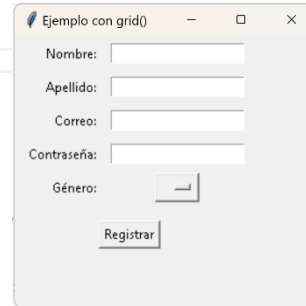 Ejemplo con grid()
Nombre:
Apellido:
Correo:
Contraseña:
Género:
Registrar